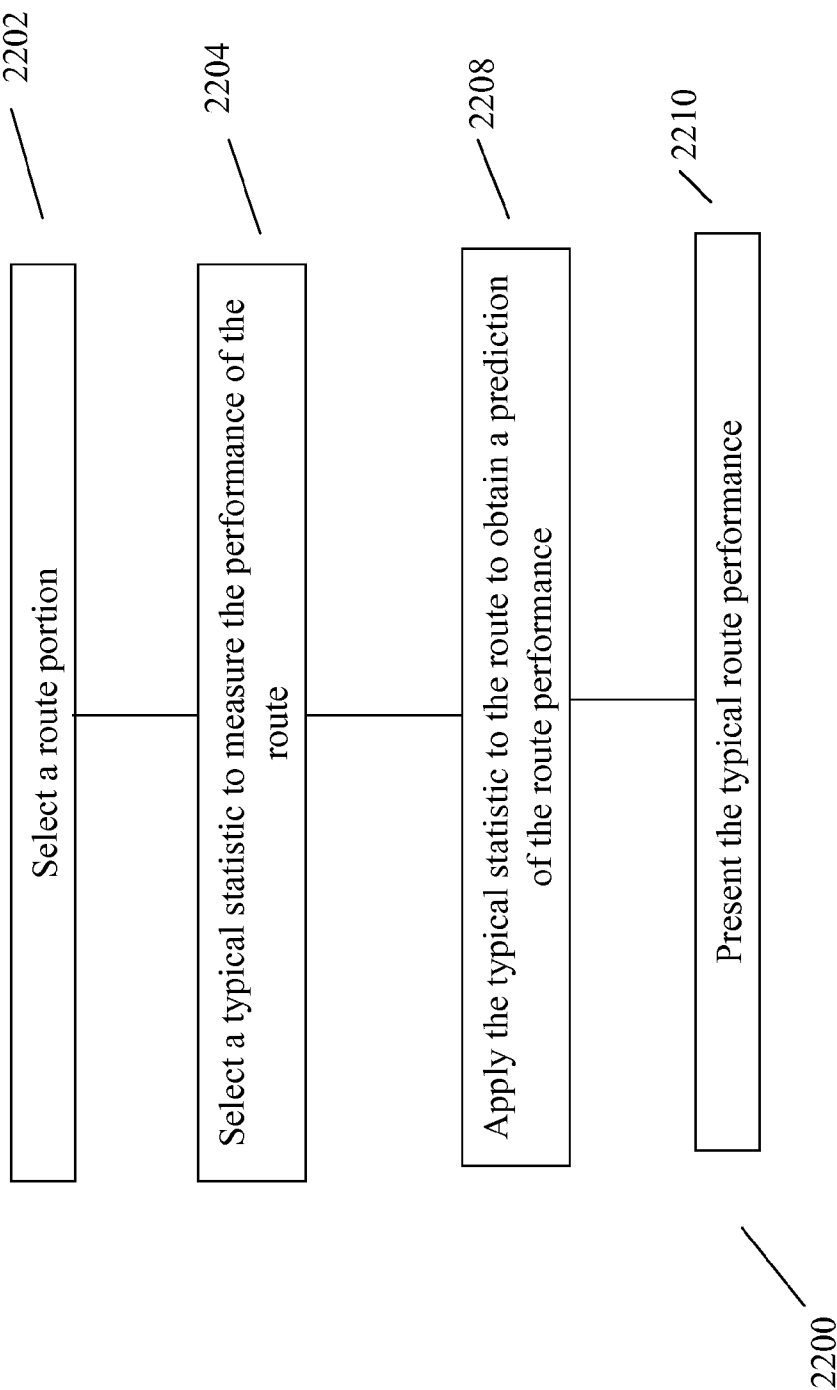 2202
Select a route portion
2204
Select a typical statistic to measure the performance of the
route
2208
Apply the typical statistic to the route to obtain a prediction
of the route performance
2210
Present the typical route performance
2200